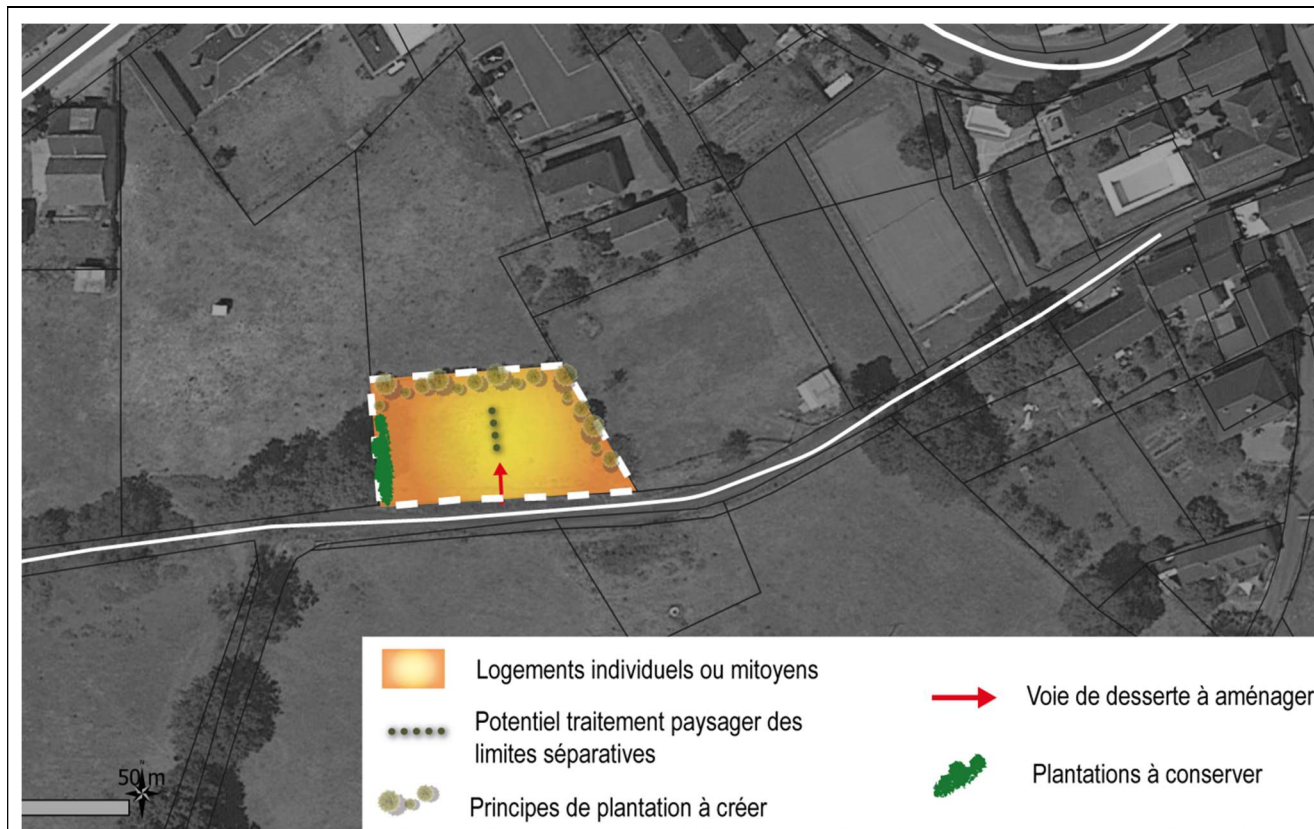 Logements individuels ou mitoyens
Potentiel traitement paysager des
limites séparatives
Principes de plantation à créer
Voie de desserte à aménager
Plantations à conserver
50 m